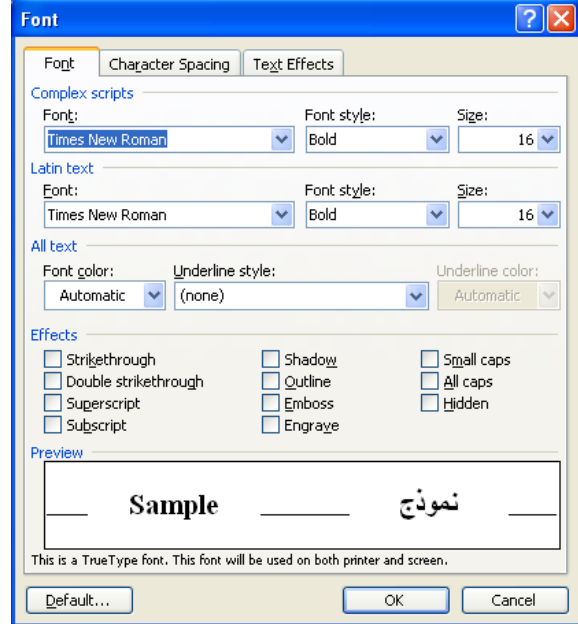 Font
Font Character Spacing Text Effects
Complex scripts
Font: Font style: Size:
Times New Roman Bold 16
Latin text
Font: Font style: Size:
Times New Roman Bold 16
All text
Font color: Underline style: Underline color:
Automatic (none) Automatic
Effects
Strikethrough Shadow Small caps
Double strikethrough Outline All caps
Superscript Emboss Hidden
Subscript Engrave
Preview
Sample نموذج
This is a TrueType font. This font will be used on both printer and screen.
Default... OK Cancel